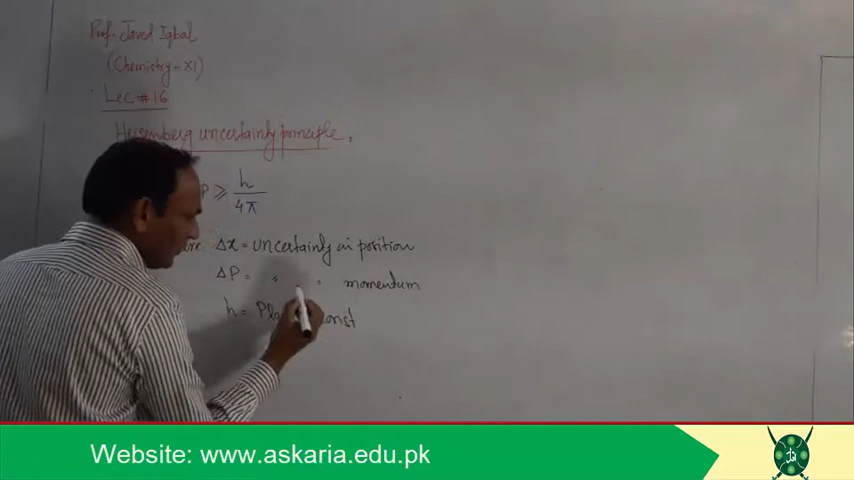 Prof. Javed Iqbal
(Chemistry-XI)
Lec #16
Heisenberg uncertainty principle.
P ≥ h / 4π
Δx = uncertainty in position
ΔP = " " momentum
h = const
Website: www.askaria.edu.pk